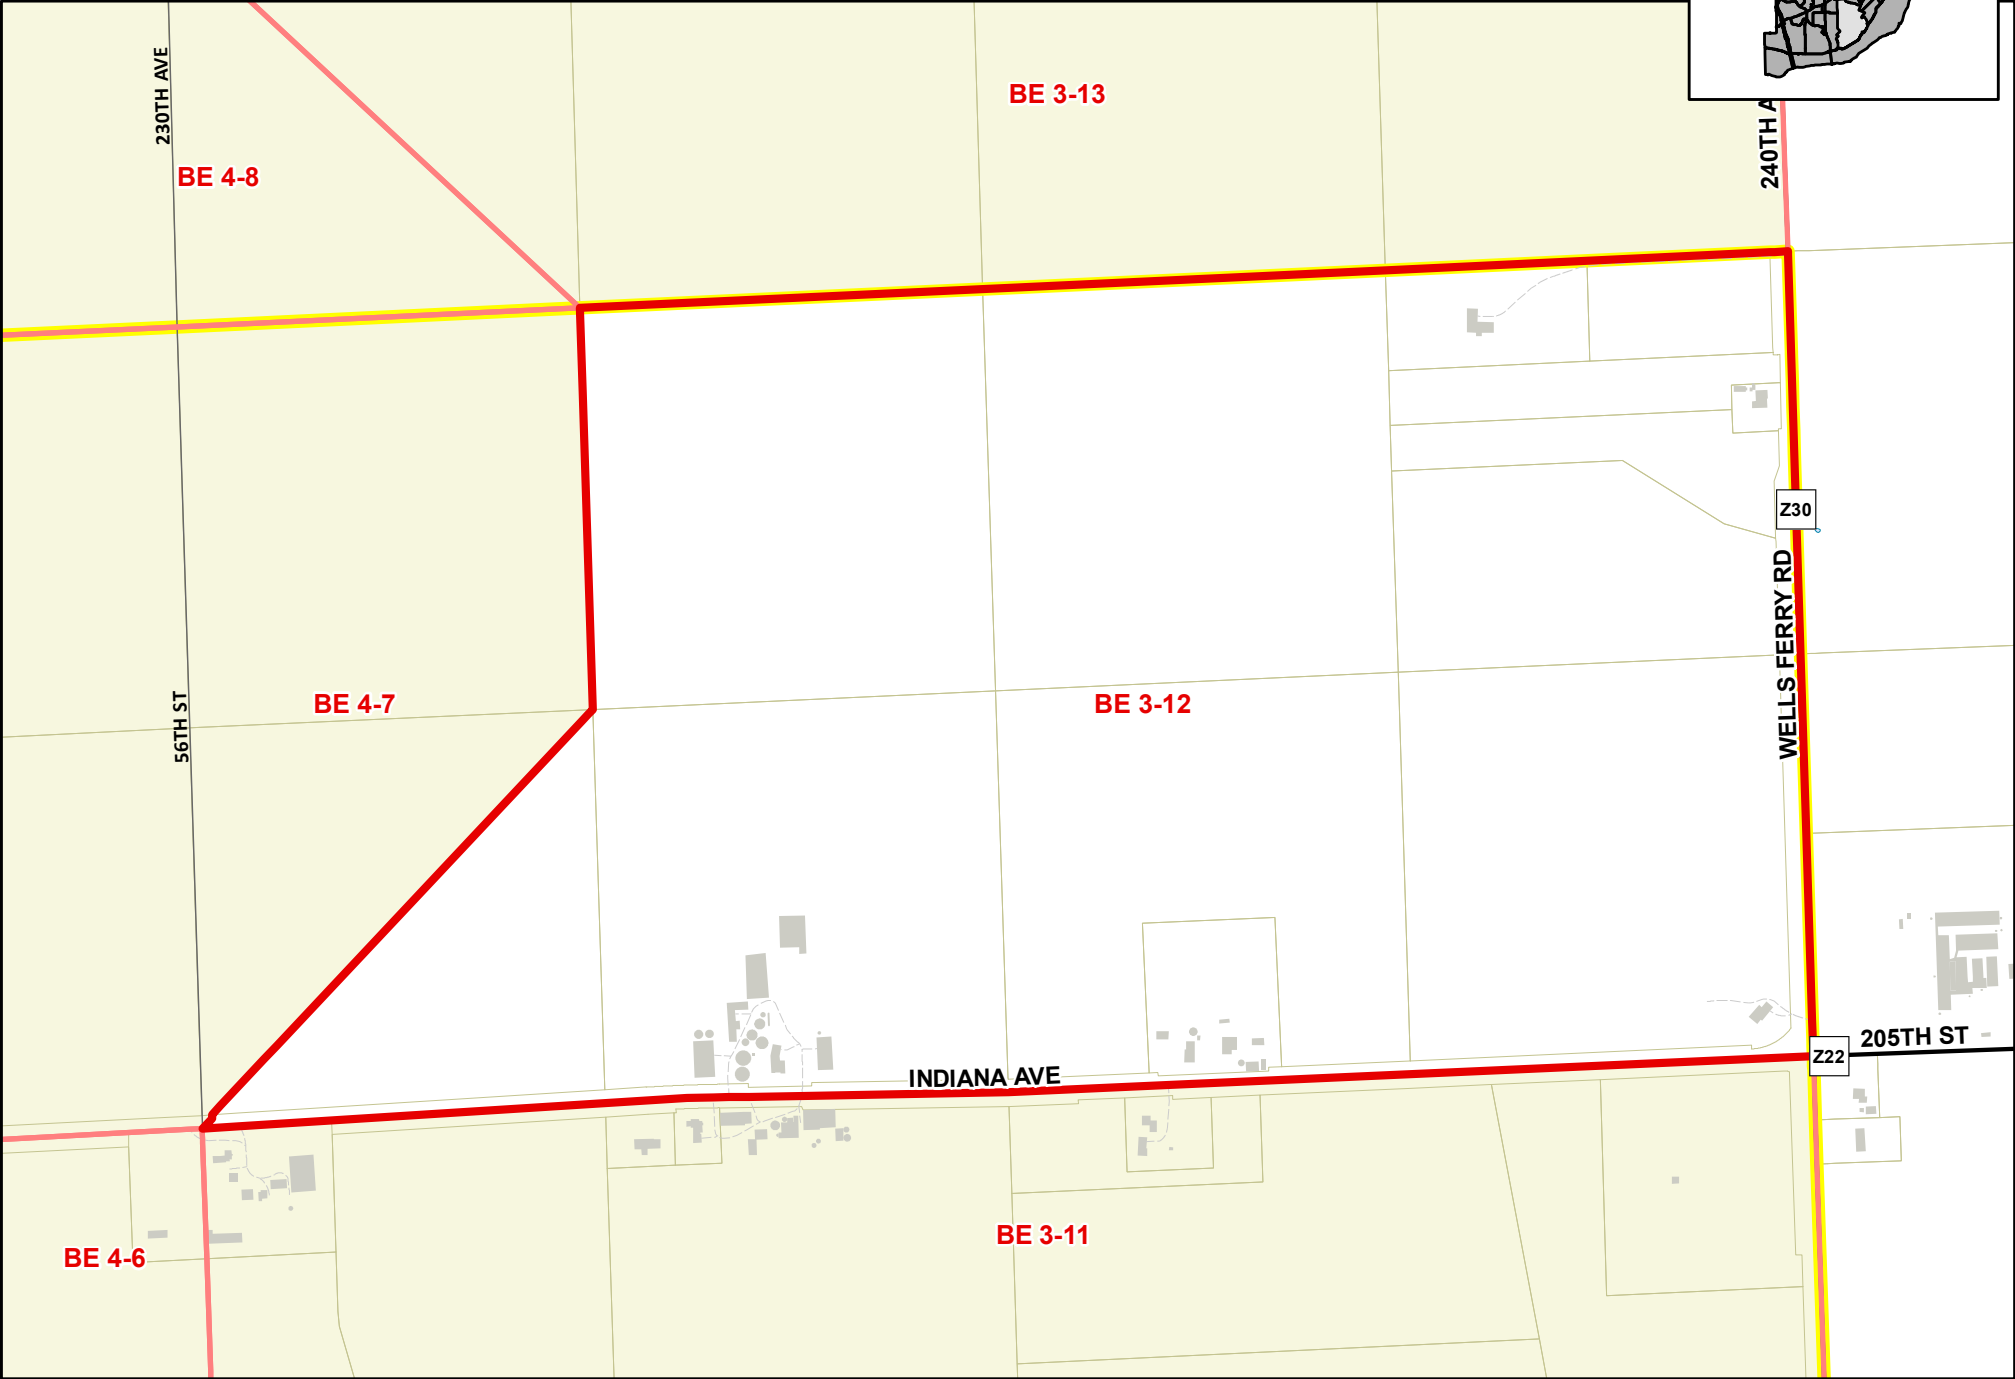 230TH AVE
BE 3-13
240TH A
BE 4-8
Z30
WELLS FERRY RD
56TH ST
BE 4-7
BE 3-12
205TH ST
Z22
INDIANA AVE
BE 3-11
BE 4-6